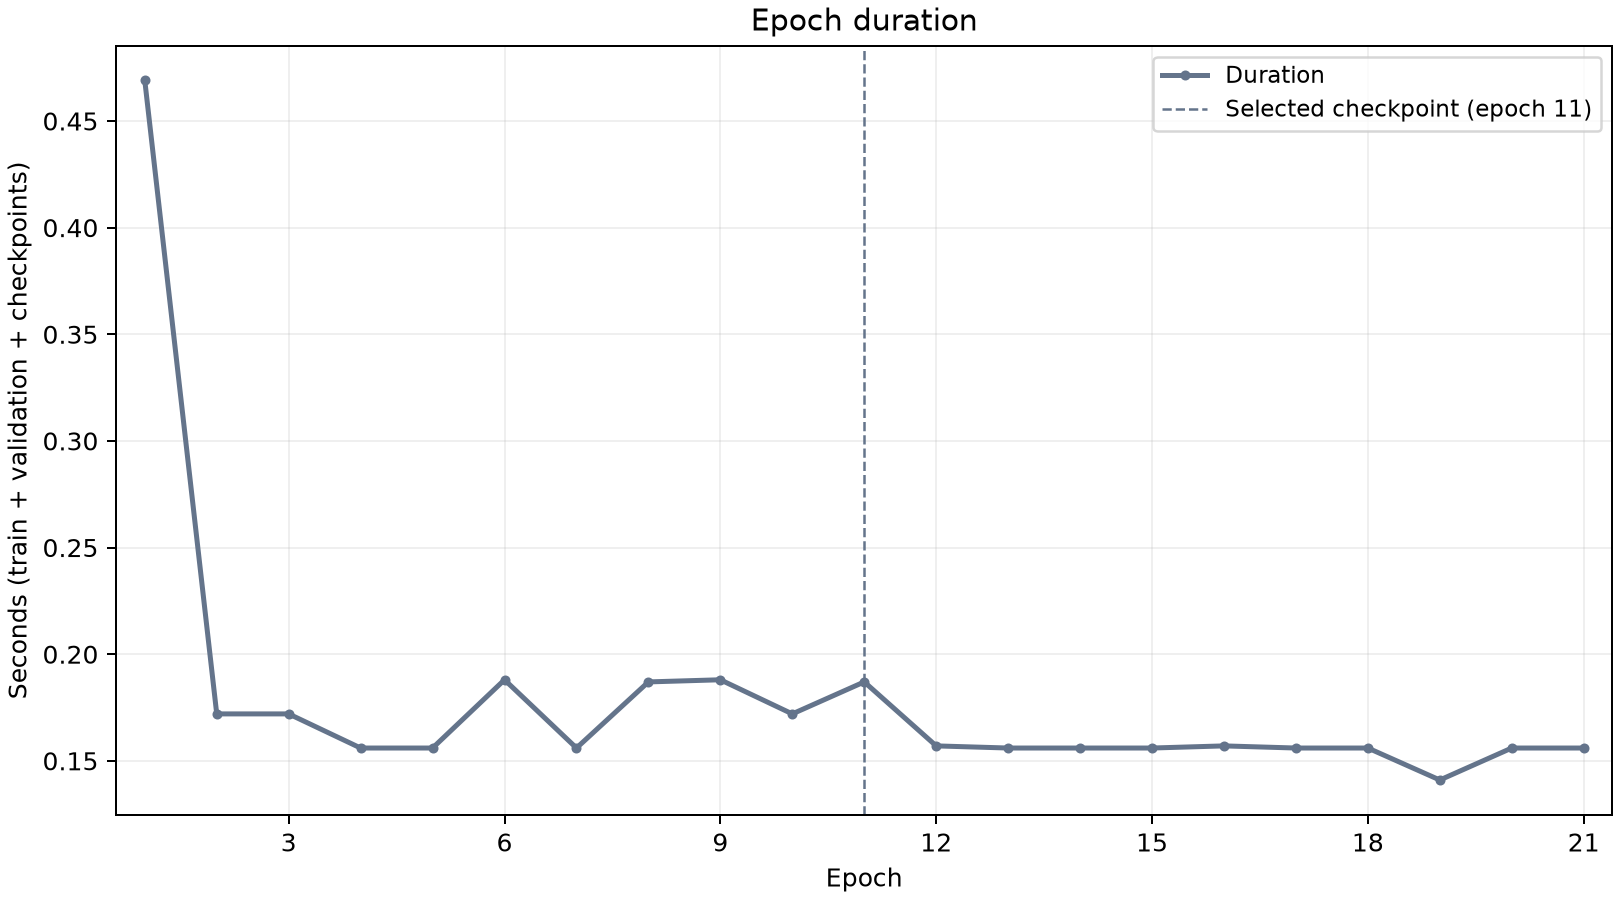 Epoch duration
Duration
Selected checkpoint (epoch 11)
Seconds (train + validation + checkpoints)
0.45
0.40
0.35
0.30
0.25
0.20
0.15
3 6 9 12 15 18 21
Epoch